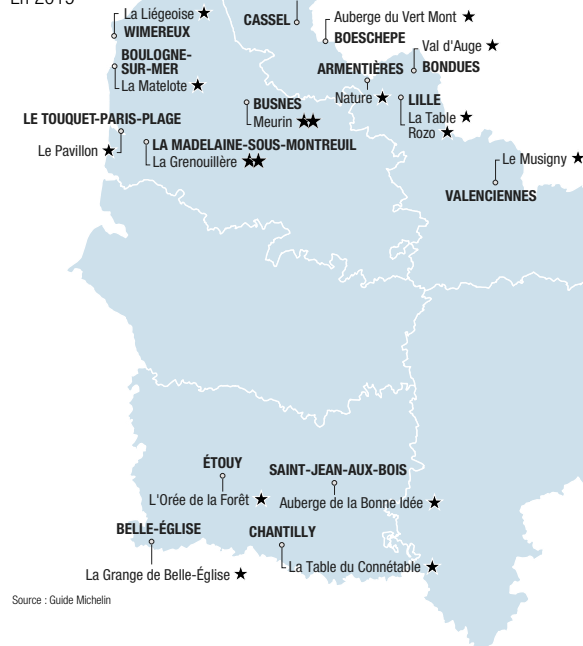 En 2019
La Liégeoise ★
WIMEREUX
CASSEL
Auberge du Vert Mont ★
BOESCHEPE
Val d'Auge ★
BONDUES
BOULOGNE-
SUR-MER
La Matelote ★
ARMENTIÈRES
Nature ★
LILLE
La Table ★
Rozo ★
BUSNES
Meurin ★★
LE TOUQUET-PARIS-PLAGE
Le Pavillon ★
LA MADELAINE-SOUS-MONTREUIL
La Grenouillère ★★
Le Musigny ★
VALENCIENNES
ÉTOUY
L'Orée de la Forêt ★
SAINT-JEAN-AUX-BOIS
Auberge de la Bonne Idée ★
BELLE-ÉGLISE
La Grange de Belle-Église ★
CHANTILLY
La Table du Connétable ★
Source : Guide Michelin